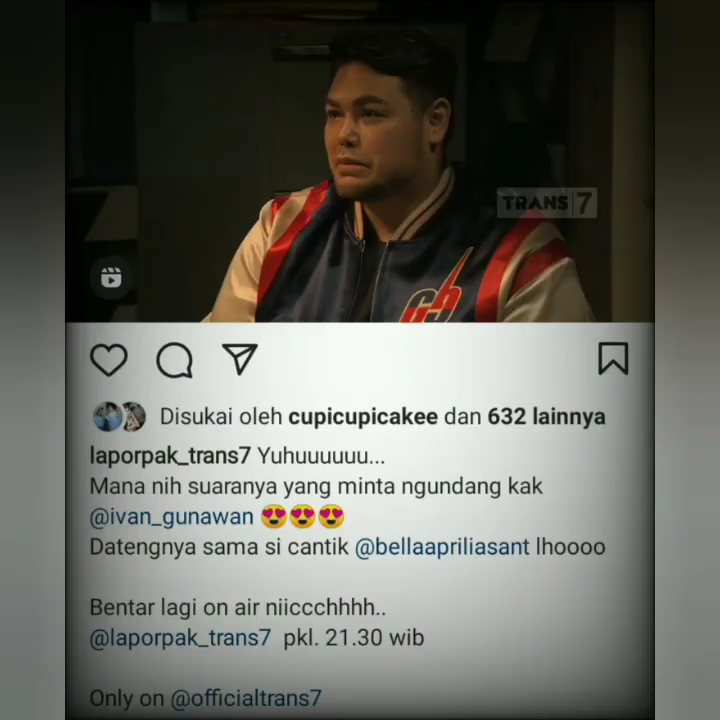 TRANS|7
Disukai oleh cupicupicakee dan 632 lainnya
laporpak_trans7 Yuhuuuuuu...
Mana nih suaranya yang minta ngundang kak
@ivan_gunawan 😍😍😍
Datengnya sama si cantik @bellaapriliasant lhoooo
Bentar lagi on air niiccchhhh..
@laporpak_trans7 pkl. 21.30 wib
Only on @officialtrans7